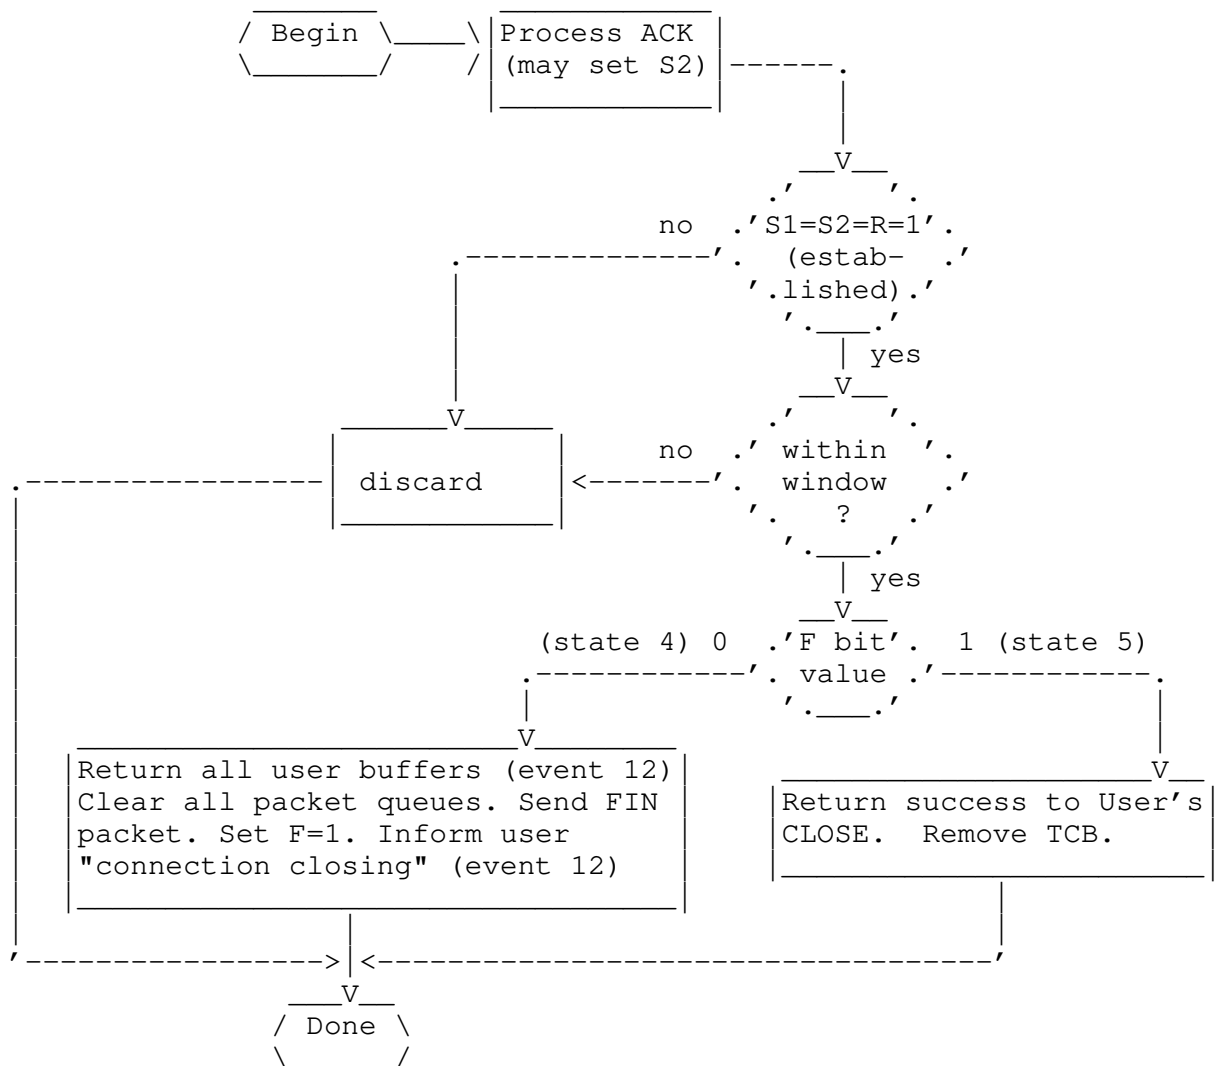 Begin
Process ACK
(may set S2)
S1=S2=R=1
no
(estab-
lished)
yes
no
within
discard
window
?
yes
(state 4) 0
F bit
1 (state 5)
value
Return all user buffers (event 12)
Clear all packet queues. Send FIN
packet. Set F=1. Inform user
"connection closing" (event 12)
Return success to User's
CLOSE.  Remove TCB.
Done